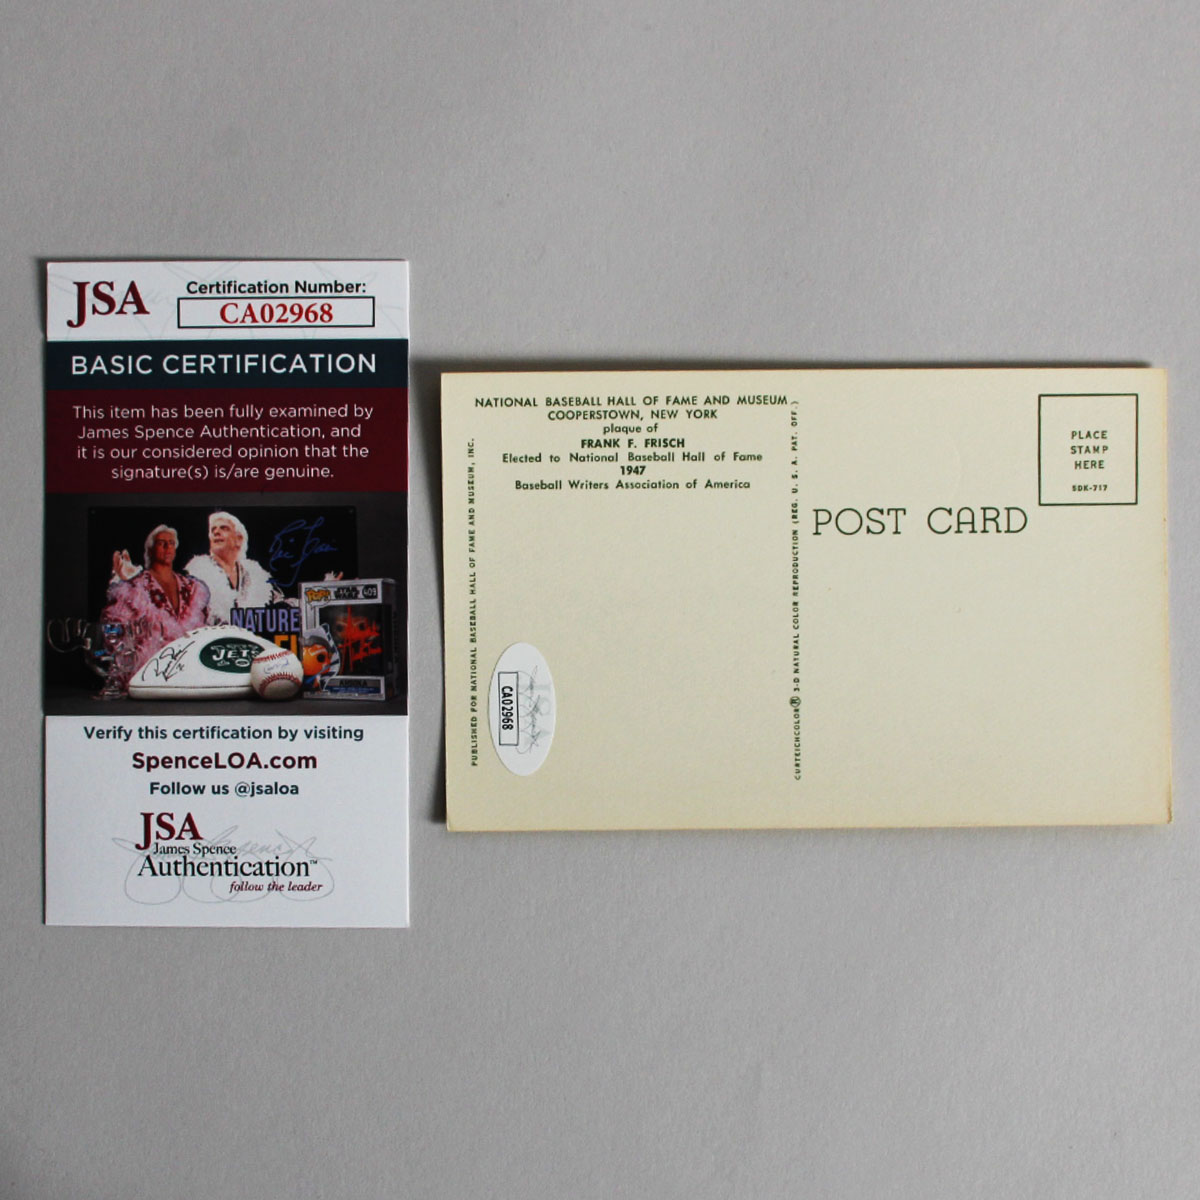 JSA
Certification Number:
CA02968
BASIC CERTIFICATION
This item has been fully examined by
James Spence Authentication, and
it is our considered opinion that the
signature(s) is/are genuine.
NATURE
POP!
409
JETS
Verify this certification by visiting
SpenceLOA.com
Follow us @jsaloa
JSA
James Spence
Authentication™
follow the leader
NATIONAL BASEBALL HALL OF FAME AND MUSEUM
COOPERSTOWN, NEW YORK
plaque of
FRANK F. FRISCH
Elected to National Baseball Hall of Fame
1947
Baseball Writers Association of America
PUBLISHED FOR NATIONAL BASEBALL HALL OF FAME AND MUSEUM, INC.
CA02968
CURTEICHCOLOR® 3-D NATURAL COLOR REPRODUCTION (REG. U. S. A. PAT. OFF.)
POST CARD
PLACE
STAMP
HERE
SDK-717